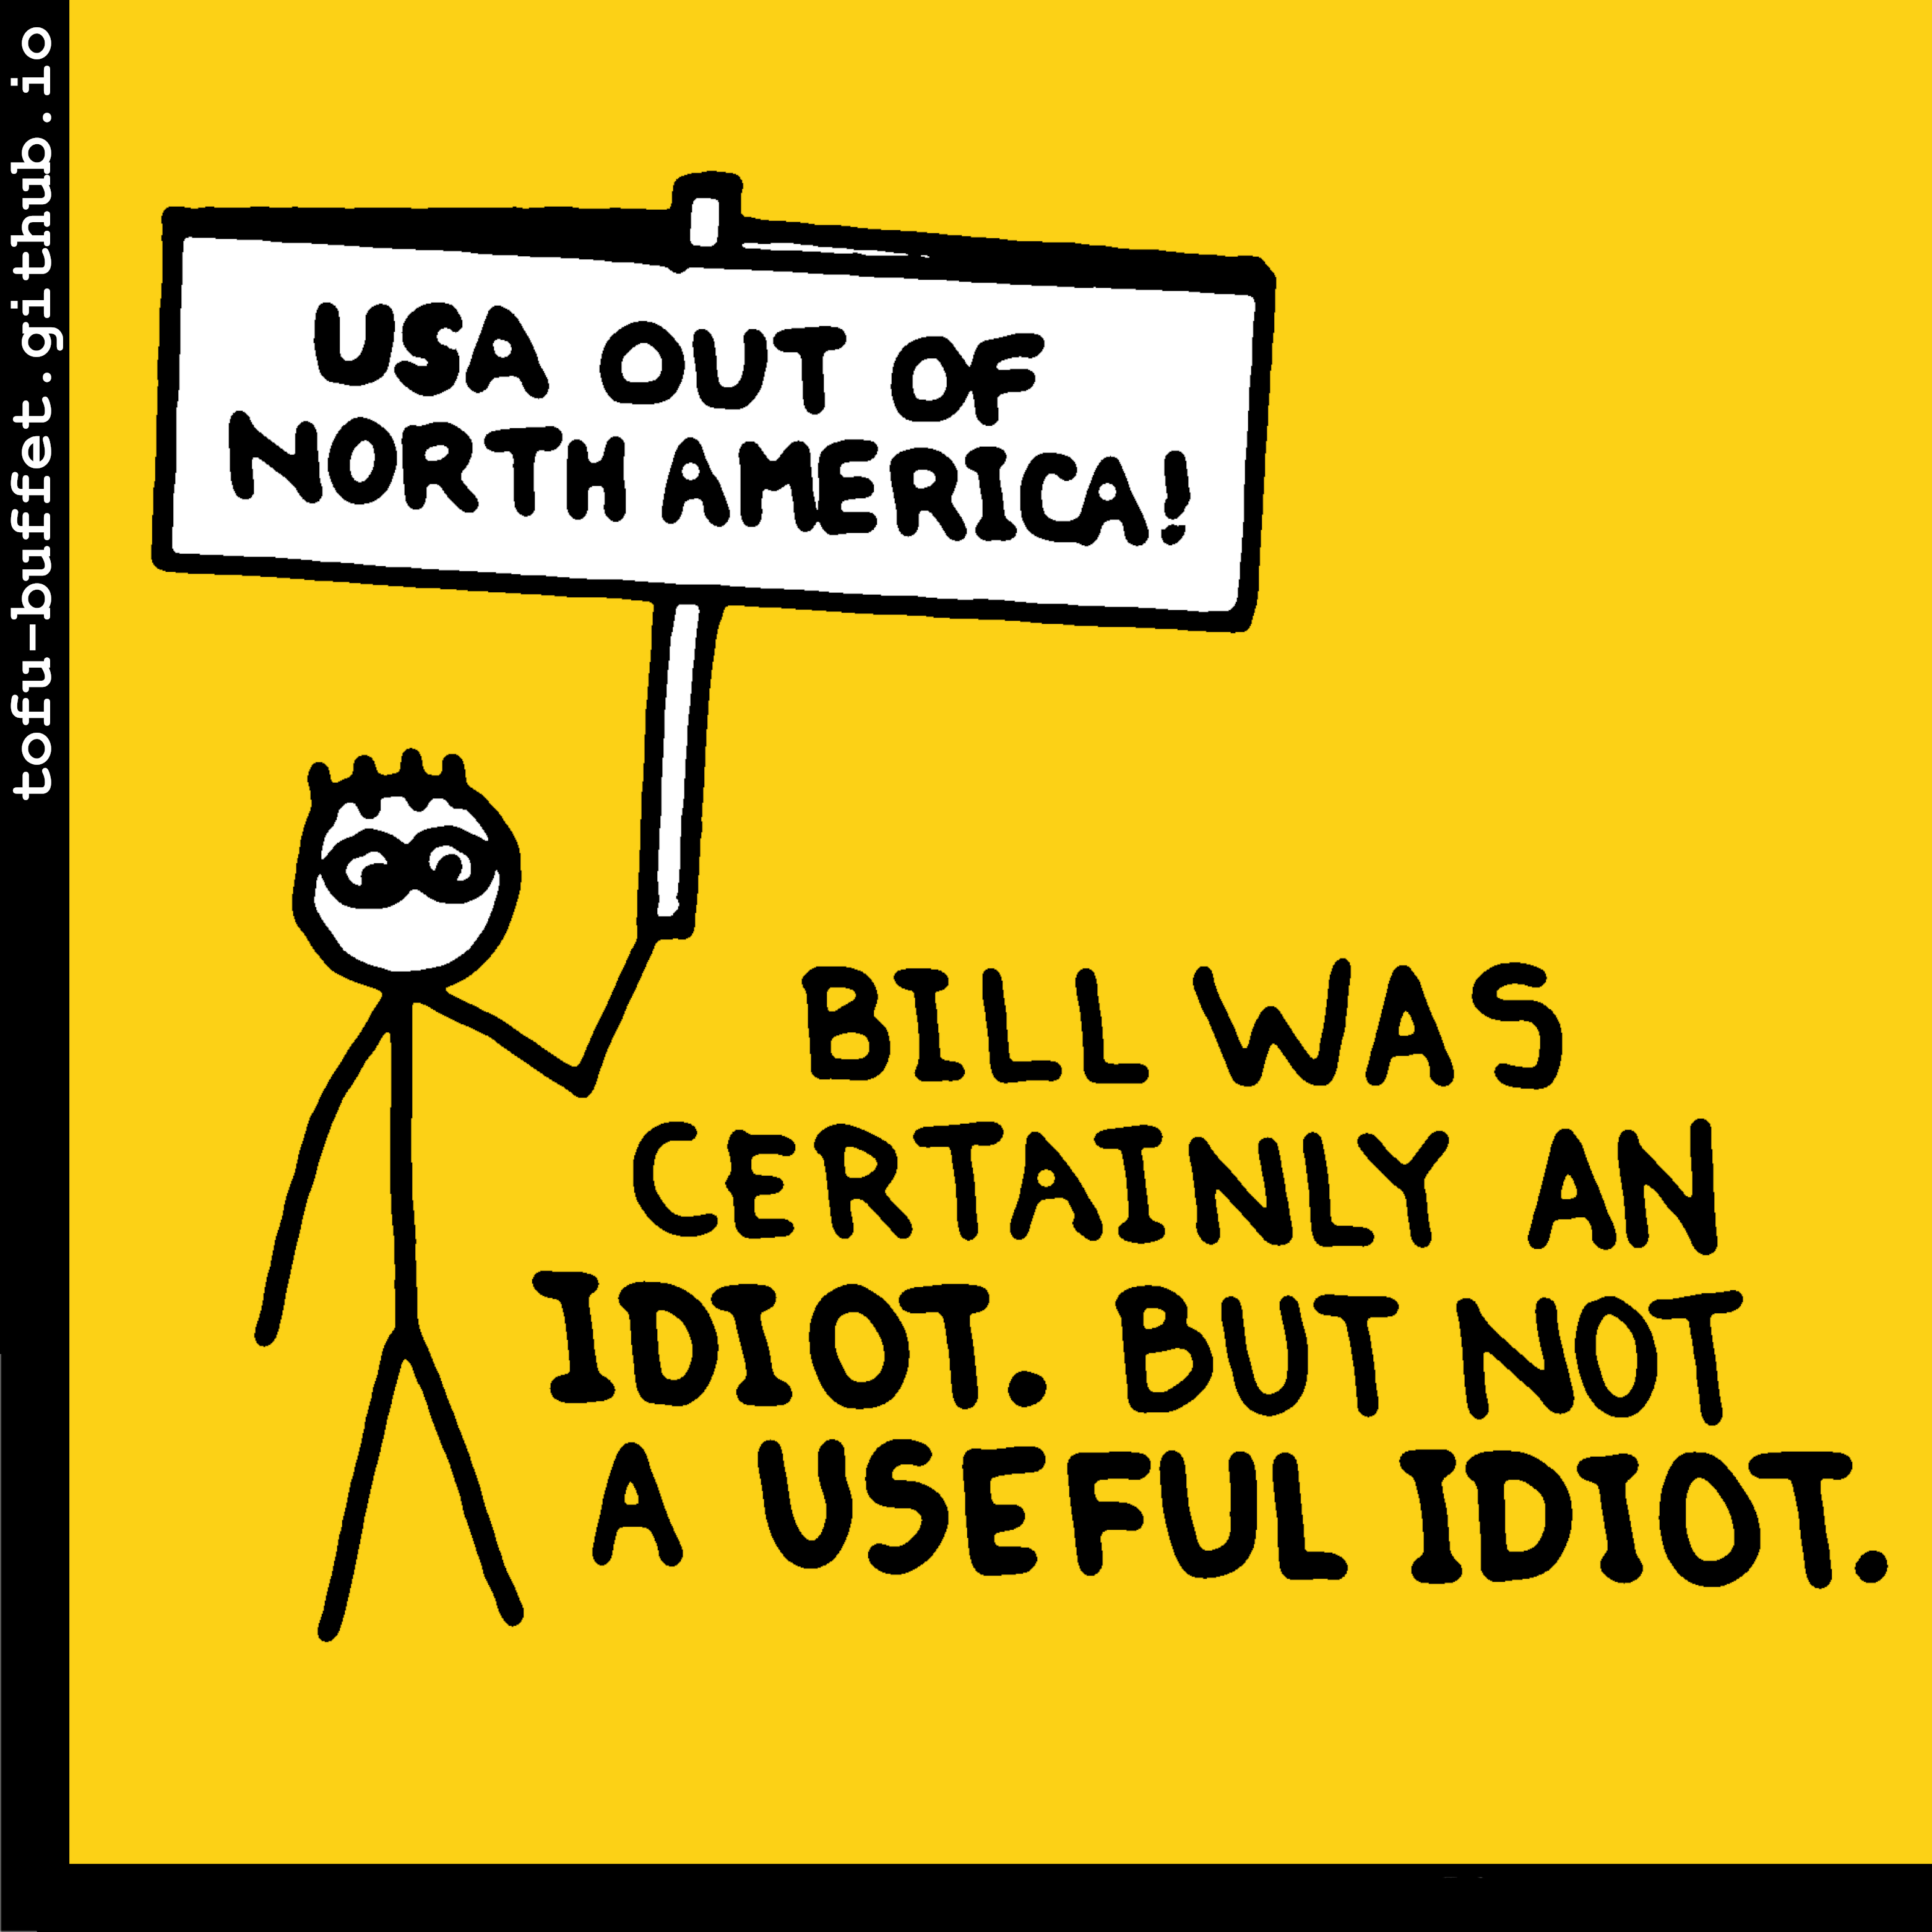 tofu-buffet.github.io
USA OUT OF
NORTH AMERICA!
BILL WAS
CERTAINLY AN
IDIOT. BUT NOT
A USEFUL IDIOT.